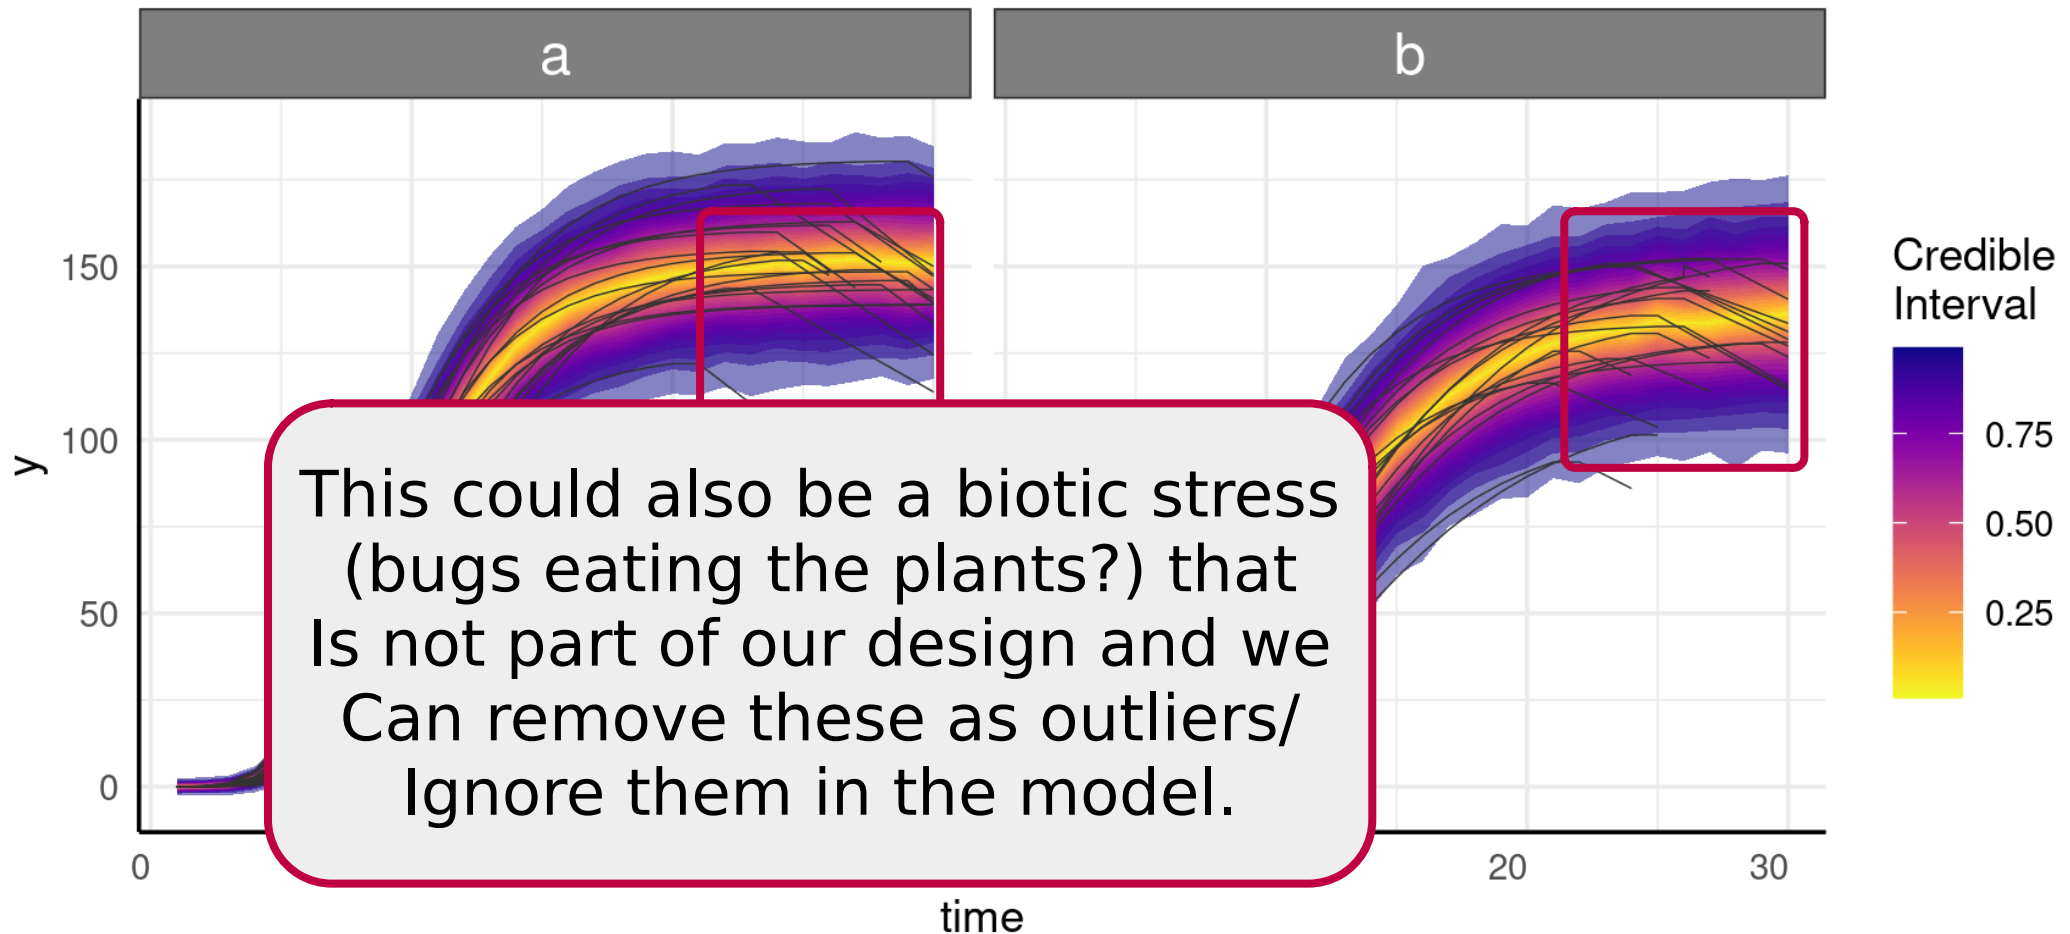 a
b
150
100
50
0
y
This could also be a biotic stress
(bugs eating the plants?) that
Is not part of our design and we
Can remove these as outliers/
Ignore them in the model.
0
20
30
time
Credible
Interval
0.75
0.50
0.25